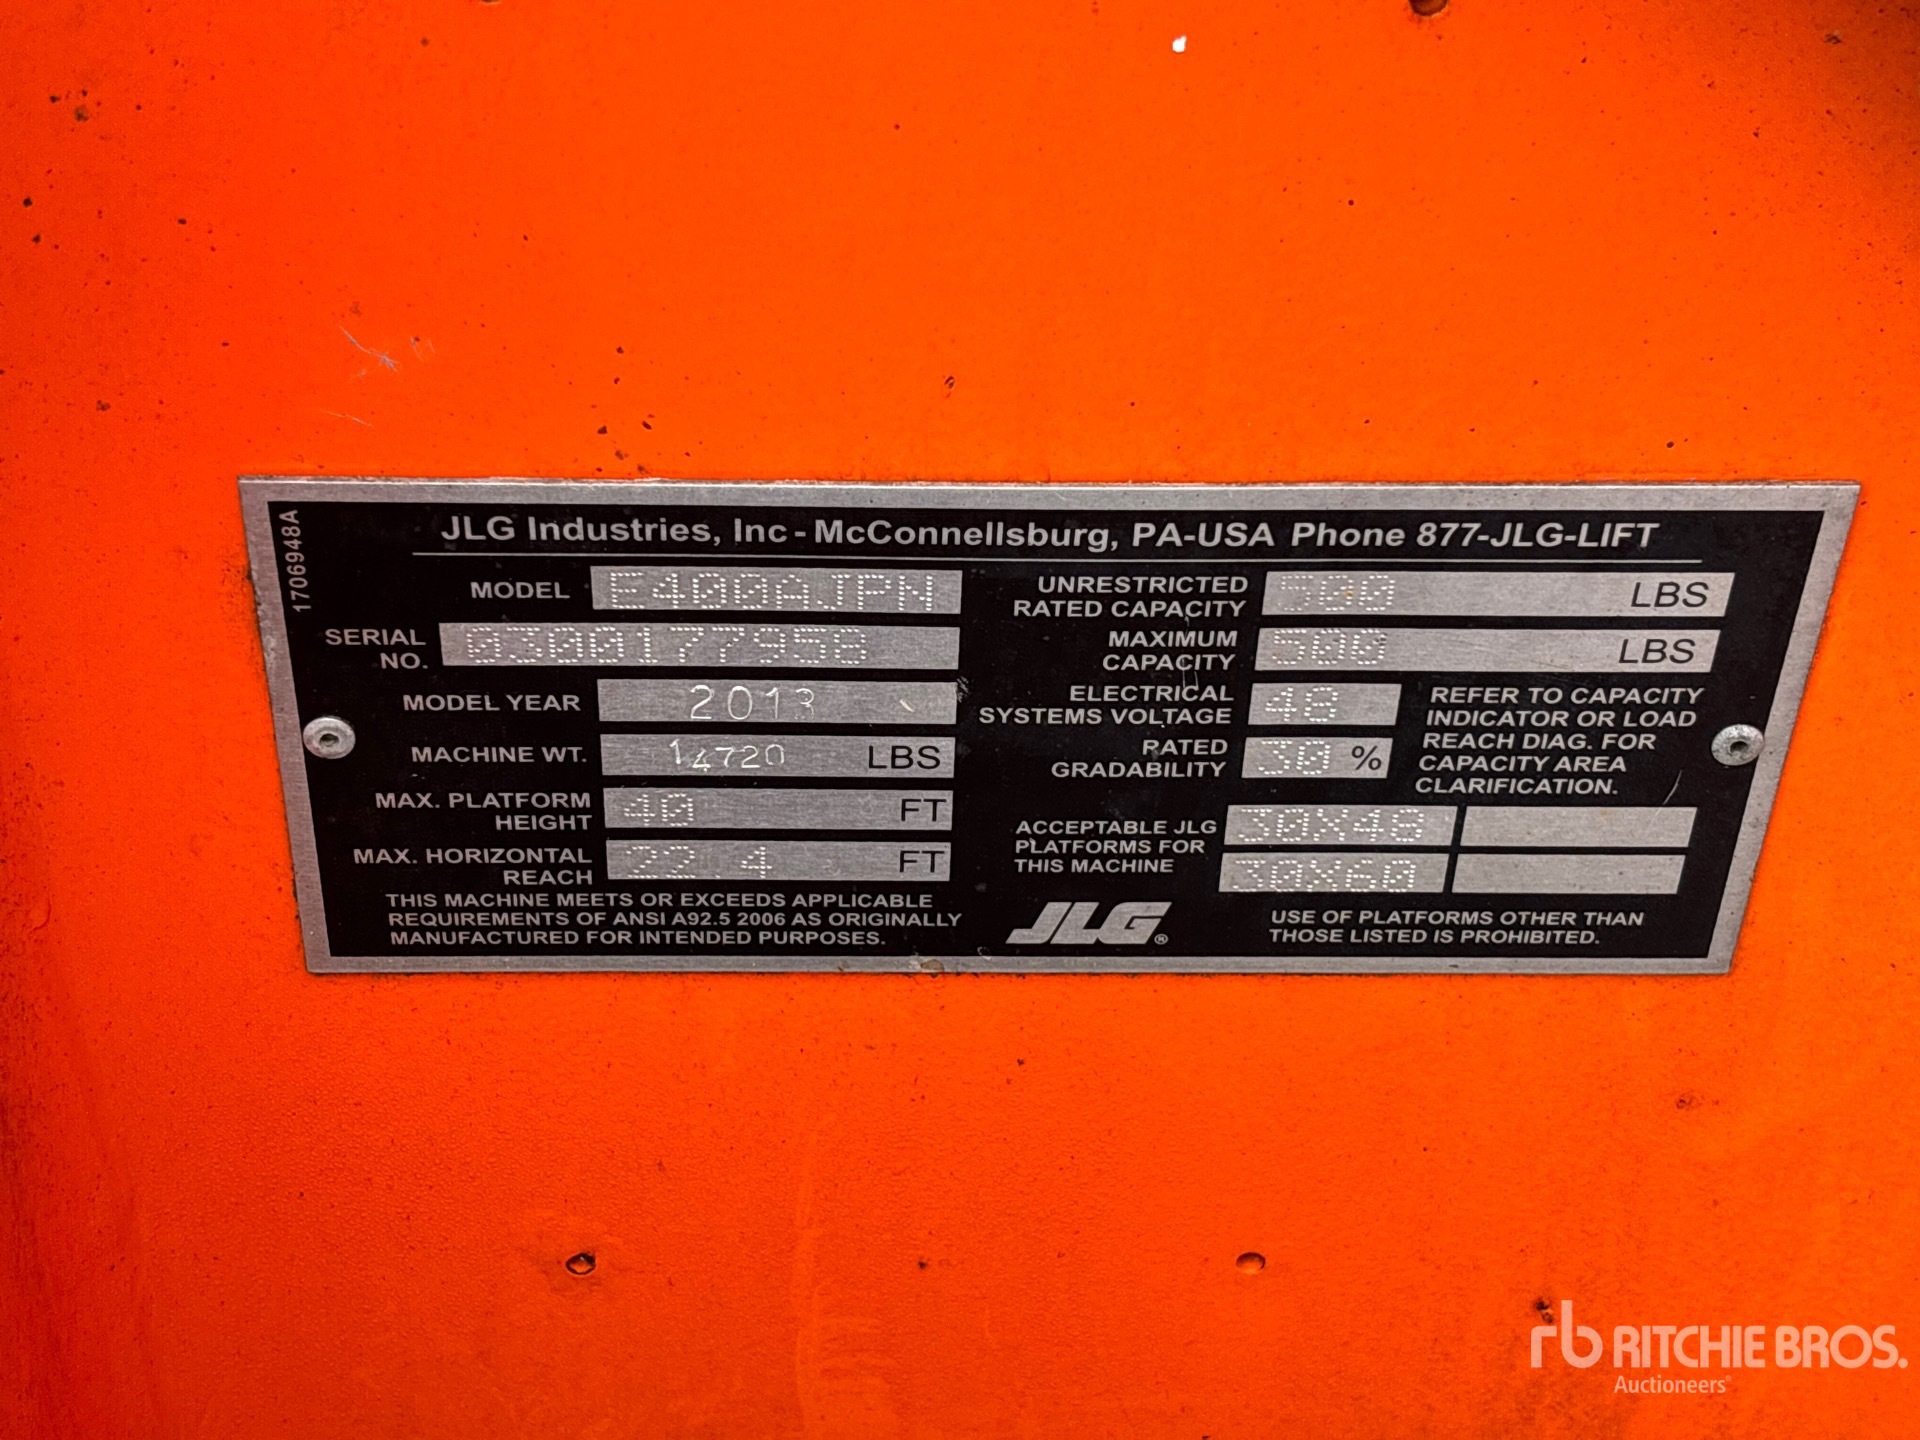 JLG Industries, Inc - McConnellsburg, PA-USA Phone 877-JLG-LIFT
1706948A
MODEL E400AJPN
SERIAL NO. 0300177958
MODEL YEAR 2013
MACHINE WT. 14720 LBS
MAX. PLATFORM HEIGHT 40 FT
MAX. HORIZONTAL REACH 22.4 FT
THIS MACHINE MEETS OR EXCEEDS APPLICABLE
REQUIREMENTS OF ANSI A92.5 2006 AS ORIGINALLY
MANUFACTURED FOR INTENDED PURPOSES.
UNRESTRICTED RATED CAPACITY 500 LBS
MAXIMUM CAPACITY 500 LBS
ELECTRICAL SYSTEMS VOLTAGE 48
RATED GRADABILITY 30 %
REFER TO CAPACITY
INDICATOR OR LOAD
REACH DIAG. FOR
CAPACITY AREA
CLARIFICATION.
ACCEPTABLE JLG
PLATFORMS FOR
THIS MACHINE
30X48
30X60
JLG®
USE OF PLATFORMS OTHER THAN
THOSE LISTED IS PROHIBITED.
rb RITCHIE BROS.
Auctioneers